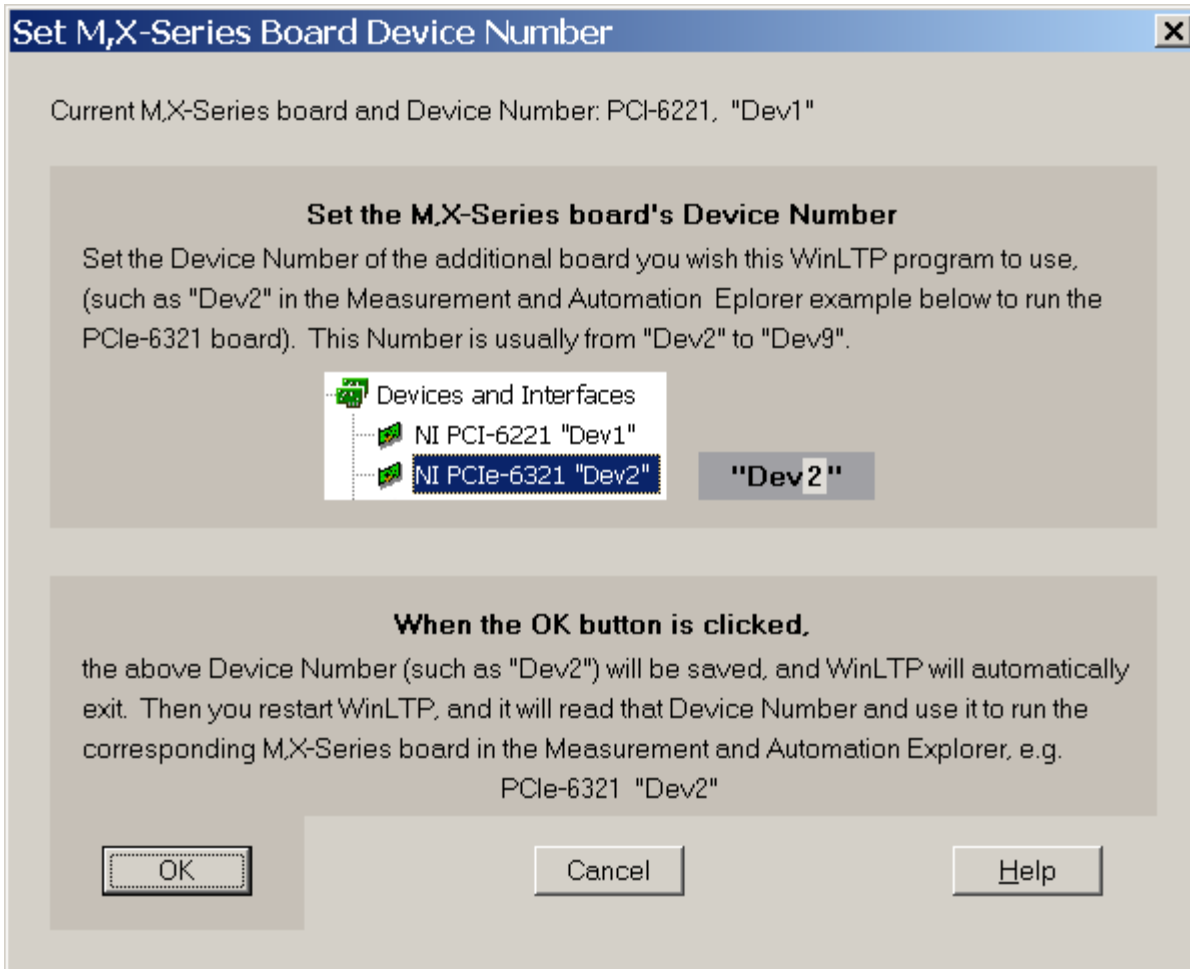 Set M,X-Series Board Device Number
Current M,X-Series board and Device Number: PCI-6221, "Dev1"
Set the M,X-Series board's Device Number
Set the Device Number of the additional board you wish this WinLTP program to use,
(such as "Dev2" in the Measurement and Automation Eplorer example below to run the
PCIe-6321 board). This Number is usually from "Dev2" to "Dev9".
Devices and Interfaces
NI PCI-6221 "Dev1"
NI PCIe-6321 "Dev2"
"Dev2"
When the OK button is clicked,
the above Device Number (such as "Dev2") will be saved, and WinLTP will automatically
exit. Then you restart WinLTP, and it will read that Device Number and use it to run the
corresponding M,X-Series board in the Measurement and Automation Explorer, e.g.
PCIe-6321 "Dev2"
OK
Cancel
Help